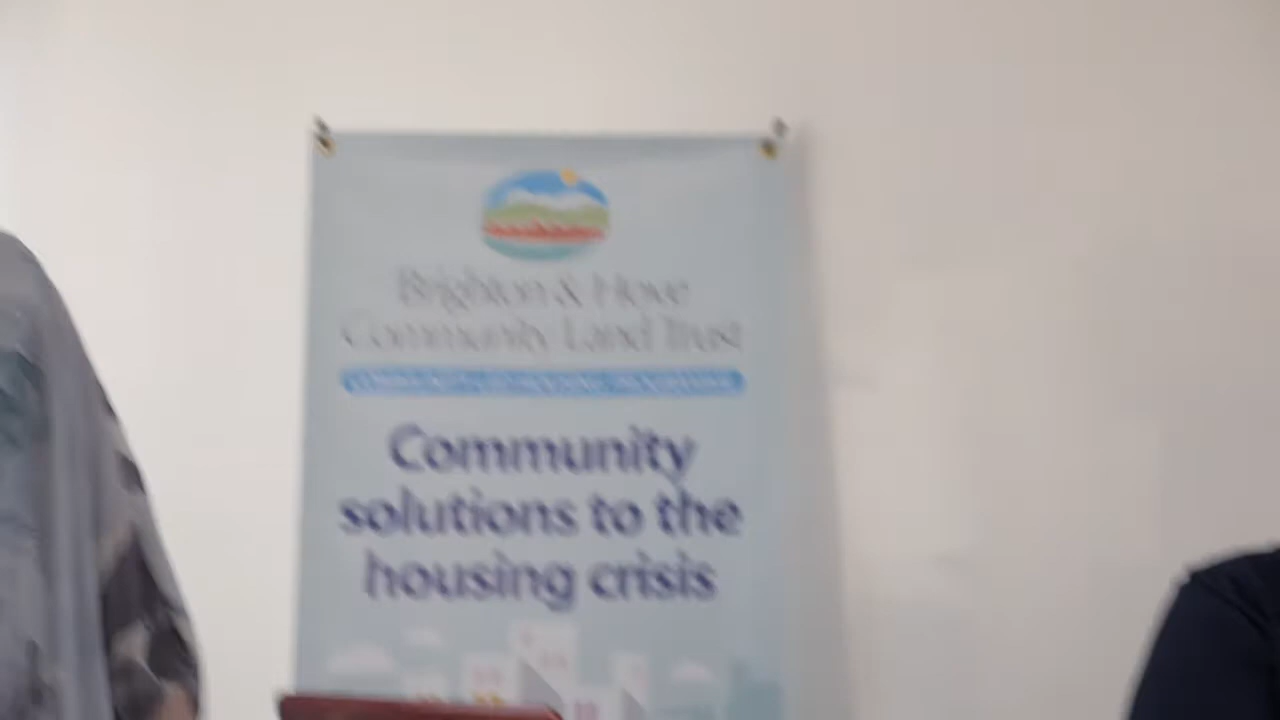 Brighton & Hove
Community Land Trust
Community
solutions to the
housing crisis